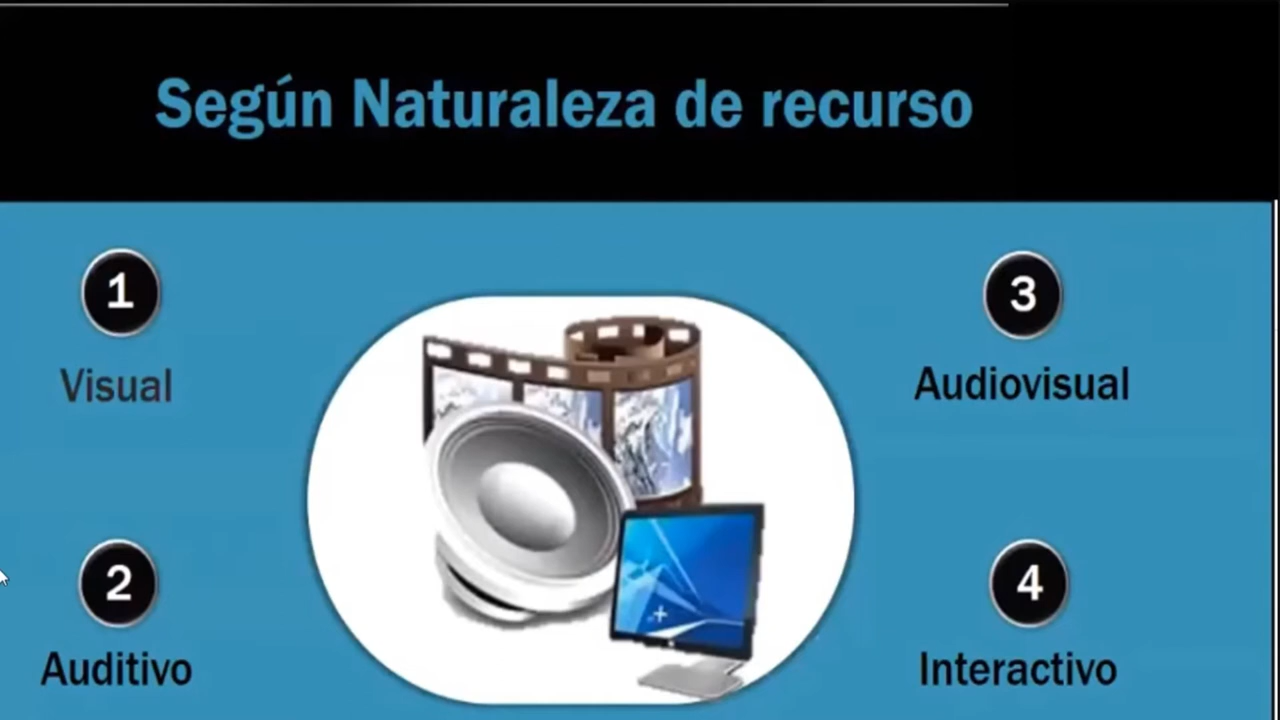 Según Naturaleza de recurso
1
Visual
2
Auditivo
3
Audiovisual
4
Interactivo